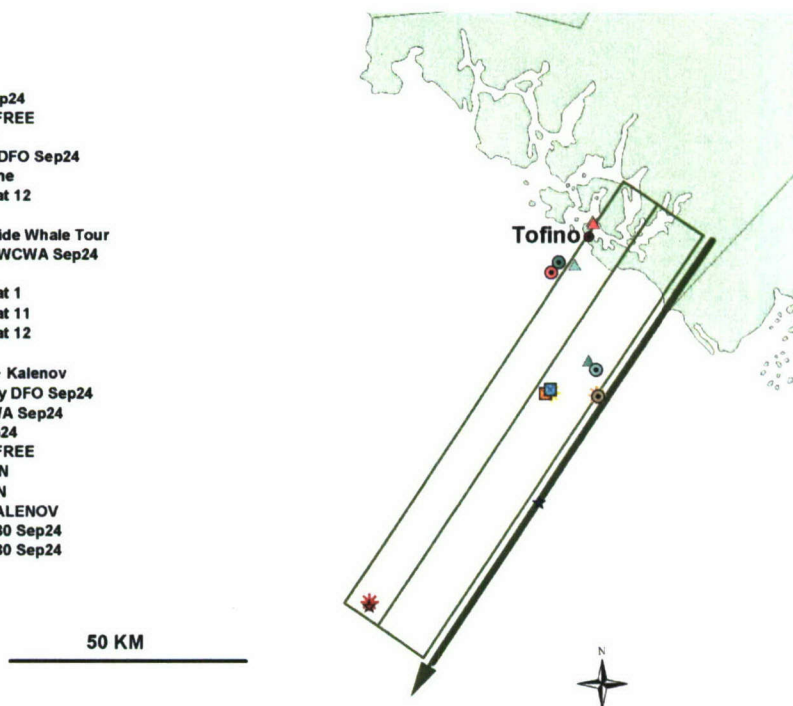 p24
FREE
DFO Sep24
ne
at 12
ide Whale Tour
WCWA Sep24
at 1
at 11
at 12
Kalenov
y DFO Sep24
/A Sep24
24
FREE
N
N
ALENOV
30 Sep24
30 Sep24
50 KM
Tofino
N